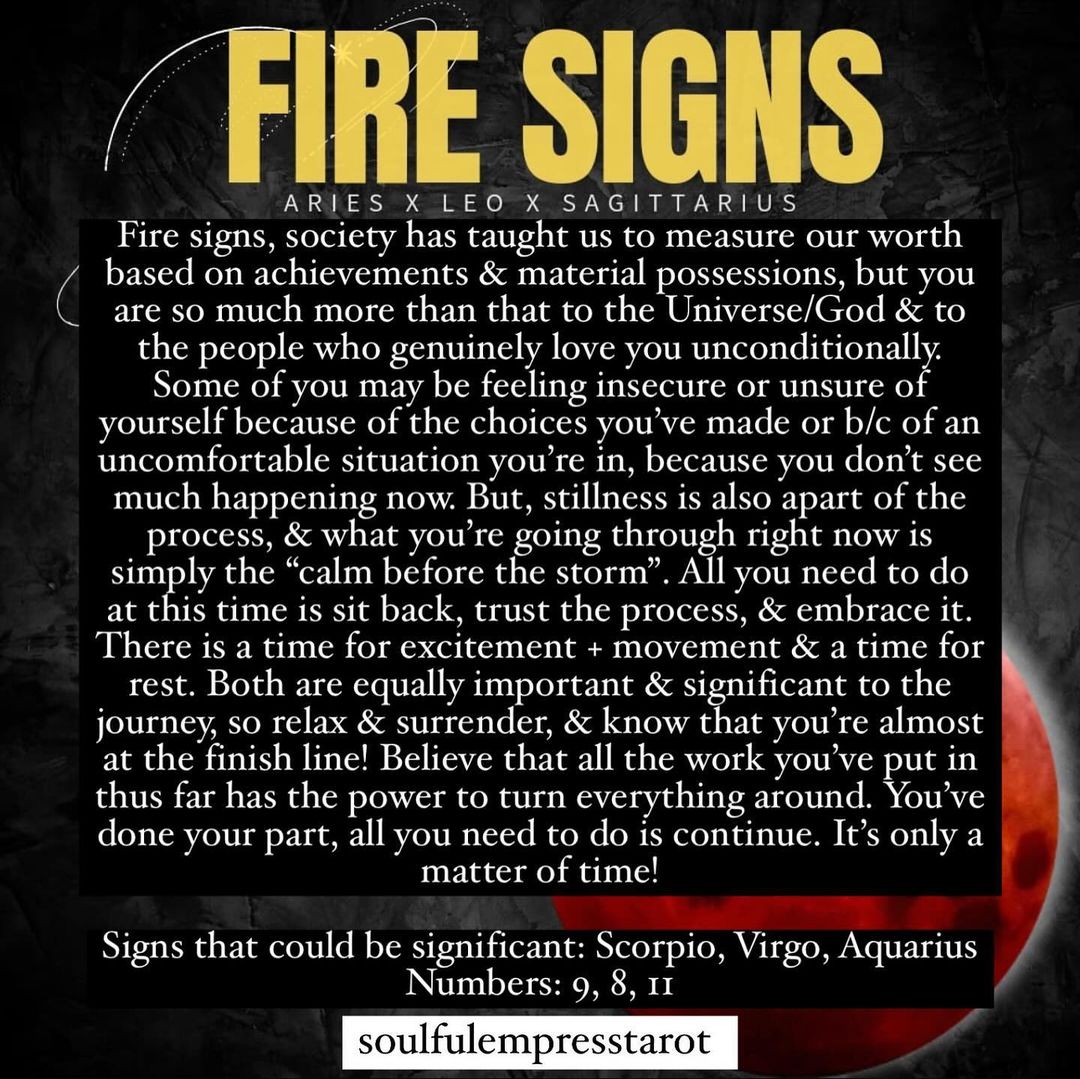 FIRE SIGNS
ARIES X LEO X SAGITTARIUS
Fire signs, society has taught us to measure our worth
based on achievements & material possessions, but you
are so much more than that to the Universe/God & to
the people who genuinely love you unconditionally.
Some of you may be feeling insecure or unsure of
yourself because of the choices you’ve made or b/c of an
uncomfortable situation you’re in, because you don’t see
much happening now. But, stillness is also apart of the
process, & what you’re going through right now is
simply the “calm before the storm”. All you need to do
at this time is sit back, trust the process, & embrace it.
There is a time for excitement + movement & a time for
rest. Both are equally important & significant to the
journey, so relax & surrender, & know that you’re almost
at the finish line! Believe that all the work you’ve put in
thus far has the power to turn everything around. You’ve
done your part, all you need to do is continue. It’s only a
matter of time!
Signs that could be significant: Scorpio, Virgo, Aquarius
Numbers: 9, 8, 11
soulfulempresstarot